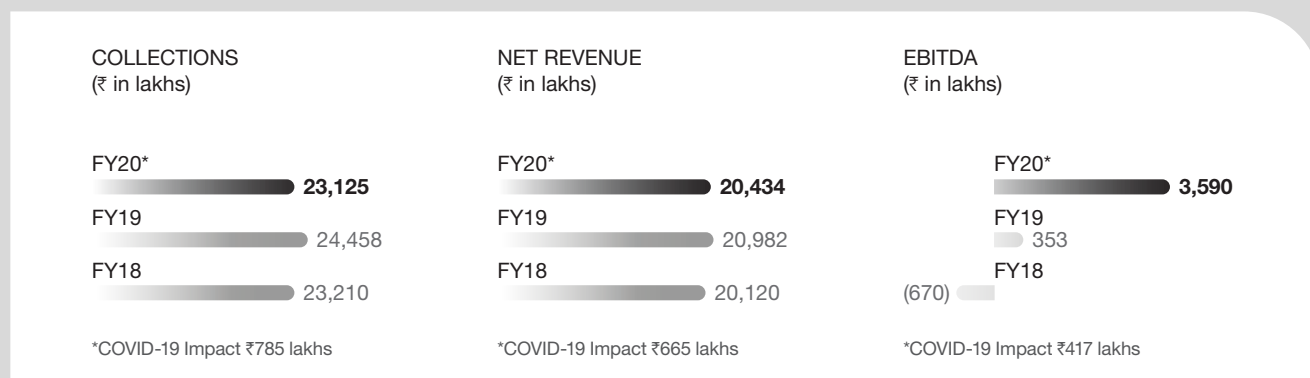 COLLECTIONS
(₹ in lakhs)
FY20*
23,125
FY19
24,458
FY18
23,210
*COVID-19 Impact ₹785 lakhs
NET REVENUE
(₹ in lakhs)
FY20*
20,434
FY19
20,982
FY18
20,120
*COVID-19 Impact ₹665 lakhs
EBITDA
(₹ in lakhs)
FY20*
3,590
FY19
353
FY18
(670)
*COVID-19 Impact ₹417 lakhs